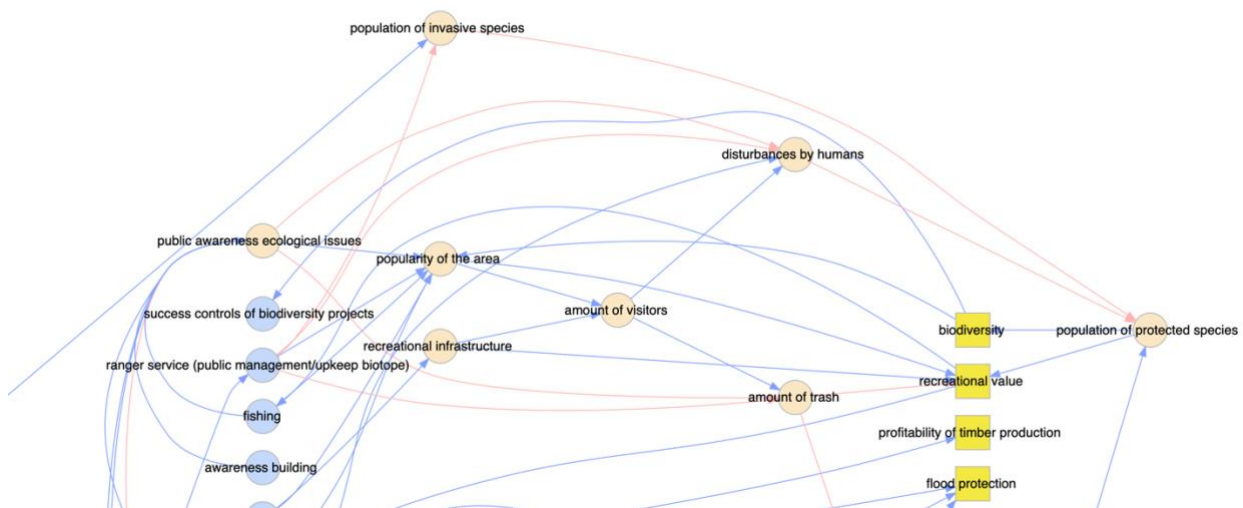 population of invasive species
disturbances by humans
public awareness ecological issues
popularity of the area
success controls of biodiversity projects
amount of visitors
biodiversity
population of protected species
recreational infrastructure
ranger service (public management/upkeep biotope)
recreational value
amount of trash
fishing
profitability of timber production
awareness building
flood protection